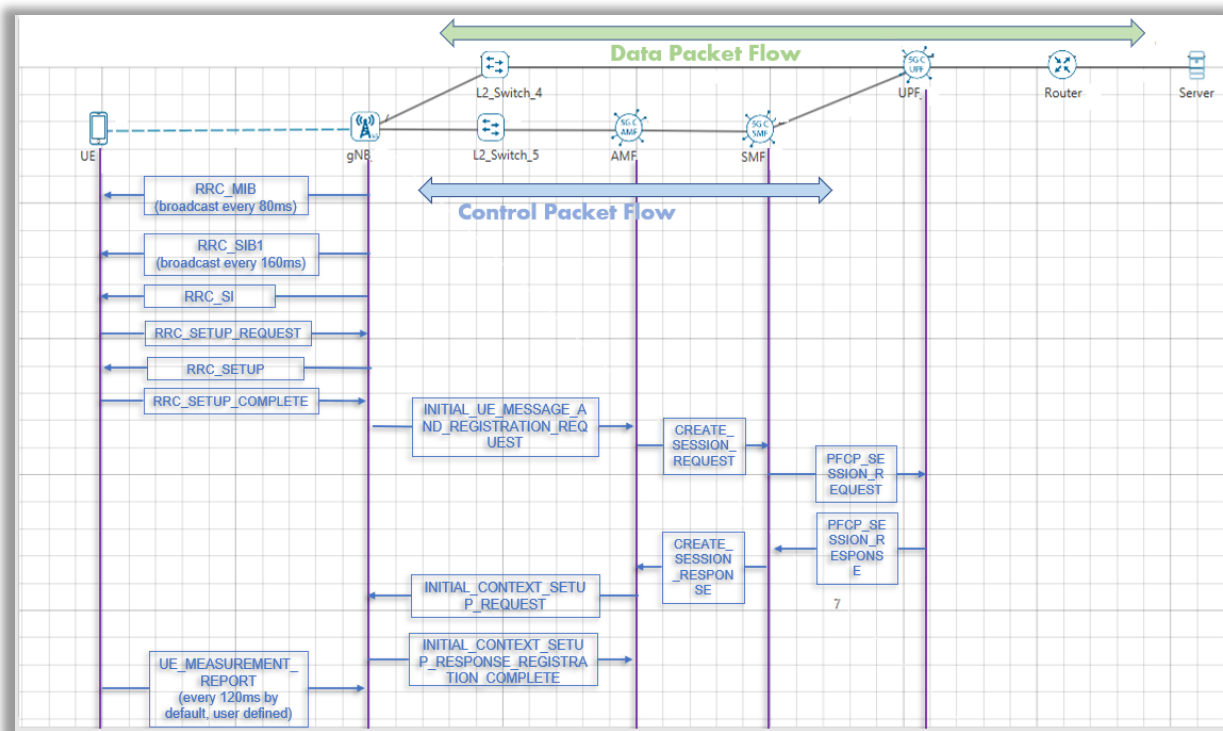 Data Packet Flow
5G C
UPF
L2_Switch_4
UPF
Router
Server
5G C
AMF
5G C
SMF
UE
gNB
L2_Switch_5
AMF
SMF
RRC_MIB
(broadcast every 80ms)
Control Packet Flow
RRC_SIB1
(broadcast every 160ms)
RRC_SI
RRC_SETUP_REQUEST
RRC_SETUP
RRC_SETUP_COMPLETE
INITIAL_UE_MESSAGE_A
ND_REGISTRATION_REQ
UEST
CREATE_
SESSION_
REQUEST
PFCP_SE
SSION_R
EQUEST
PFCP_SE
SSION_R
ESPONS
E
CREATE_
SESSION
_RESPON
SE
INITIAL_CONTEXT_SETU
P_REQUEST
7
INITIAL_CONTEXT_SETU
P_RESPONSE_REGISTRA
TION_COMPLETE
UE_MEASUREMENT_
REPORT
(every 120ms by
default, user defined)